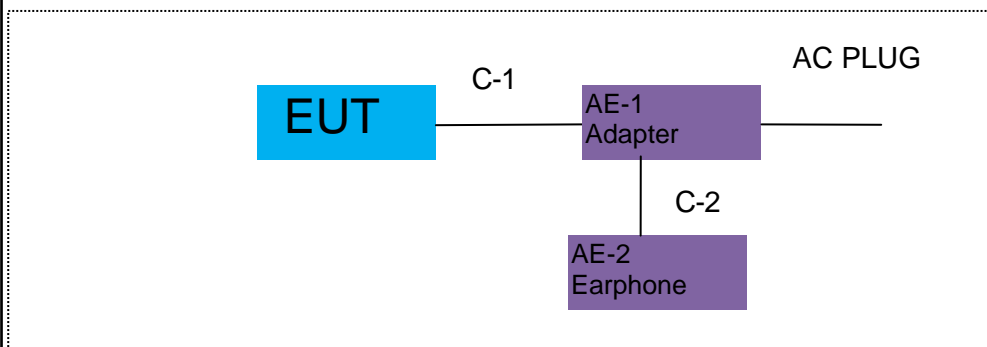 AC PLUG
C-1
EUT
AE-1
Adapter
C-2
AE-2
Earphone